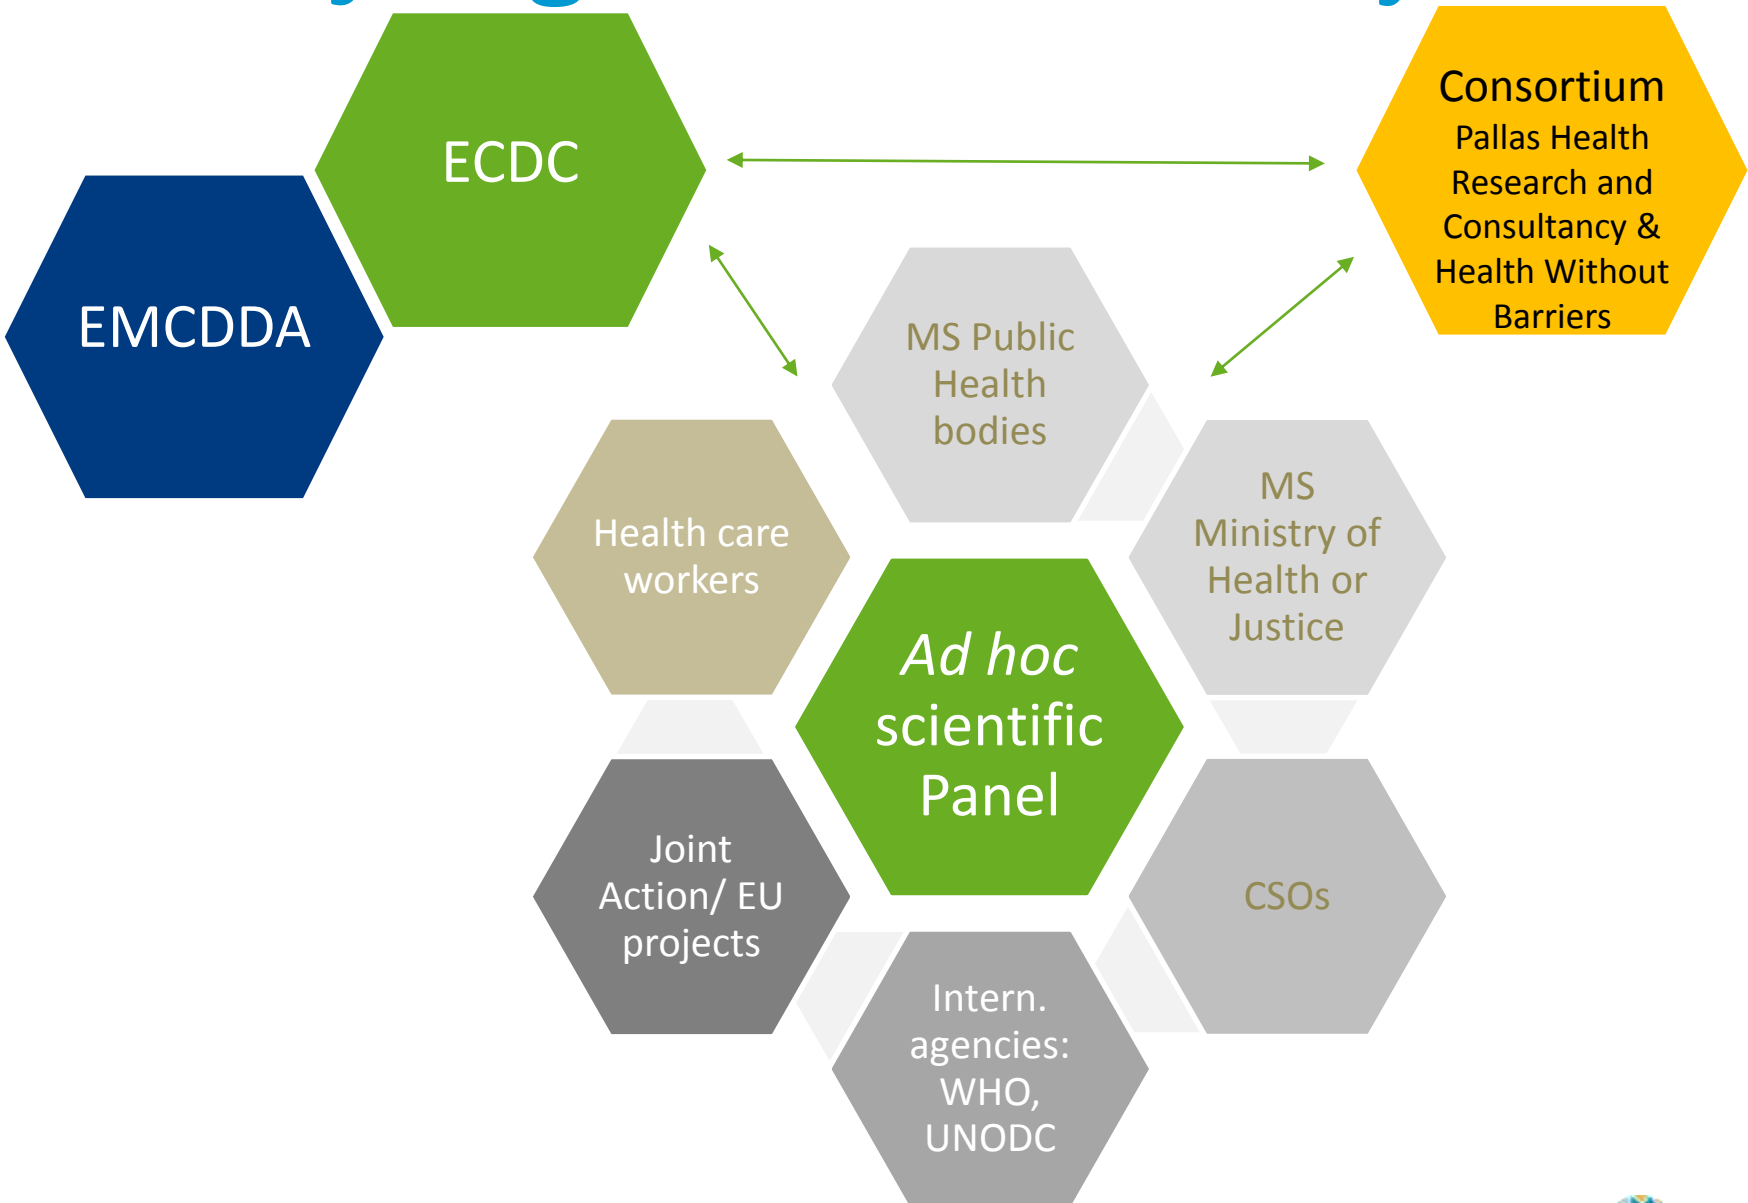 ECDC
EMCDDA
Consortium
Pallas Health
Research and
Consultancy &
Health Without
Barriers
MS Public
Health
bodies
MS
Ministry of
Health or
Justice
Health care
workers
Ad hoc
scientific
Panel
Joint
Action/ EU
projects
CSOs
Intern.
agencies:
WHO,
UNODC